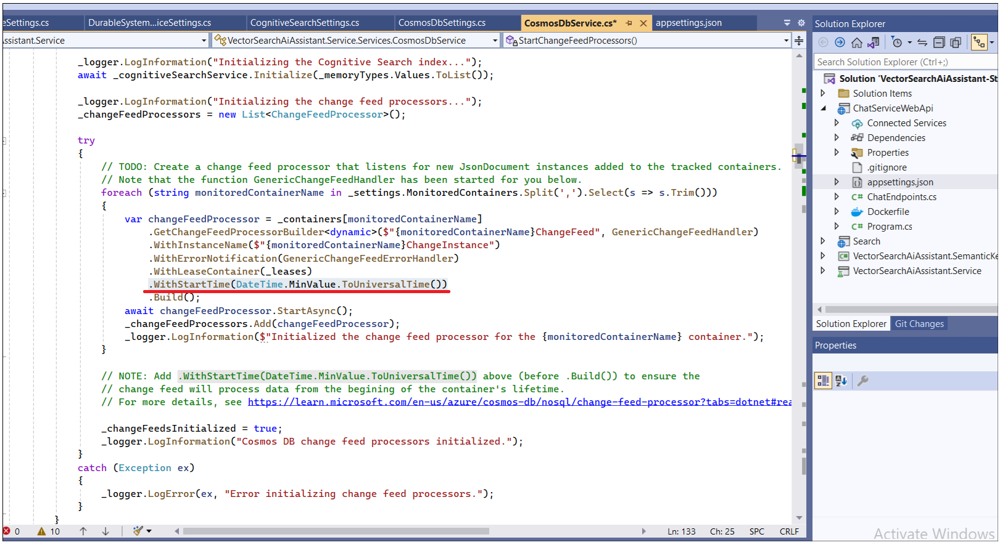 eSettings.cs
DurableSystem...iceSettings.cs
CognitiveSearchSettings.cs
CosmosDbSettings.cs
CosmosDbService.cs*
appsettings.json
ssistant.Service
VectorSearchAiAssistant.Service.Services.CosmosDbService
StartChangeFeedProcessors()
_logger.LogInformation("Initializing the Cognitive Search index...");
await _cognitiveSearchService.Initialize(_memoryTypes.Values.ToList());
_logger.LogInformation("Initializing the change feed processors...");
_changeFeedProcessors = new List<ChangeFeedProcessor>();
try
{
// TODO: Create a change feed processor that listens for new JsonDocument instances added to the tracked containers.
// Note that the function GenericChangeFeedHandler has been started for you below.
foreach (string monitoredContainerName in _settings.MonitoredContainers.Split(',').Select(s => s.Trim()))
{
var changeFeedProcessor = _containers[monitoredContainerName]
.GetChangeFeedProcessorBuilder<dynamic>($"{monitoredContainerName}ChangeFeed", GenericChangeFeedHandler)
.WithInstanceName($"{monitoredContainerName}ChangeInstance")
.WithErrorNotification(GenericChangeFeedErrorHandler)
.WithLeaseContainer(_leases)
.WithStartTime(DateTime.MinValue.ToUniversalTime())
.Build();
await changeFeedProcessor.StartAsync();
_changeFeedProcessors.Add(changeFeedProcessor);
_logger.LogInformation($"Initialized the change feed processor for the {monitoredContainerName} container.");
}
// NOTE: Add .WithStartTime(DateTime.MinValue.ToUniversalTime()) above (before .Build()) to ensure the
// change feed will process data from the begining of the container's lifetime.
// For more details, see https://learn.microsoft.com/en-us/azure/cosmos-db/nosql/change-feed-processor?tabs=dotnet#rea
_changeFeedsInitialized = true;
_logger.LogInformation("Cosmos DB change feed processors initialized.");
}
catch (Exception ex)
{
_logger.LogError(ex, "Error initializing change feed processors.");
}
}
0
10
Ln: 133
Ch: 25
SPC
CRLF
Solution Explorer
Search Solution Explorer (Ctrl+;)
Solution 'VectorSearchAiAssistant-St
Solution Items
ChatServiceWebApi
Connected Services
Dependencies
Properties
.gitignore
appsettings.json
ChatEndpoints.cs
Dockerfile
Program.cs
Search
VectorSearchAiAssistant.SemanticKe
VectorSearchAiAssistant.Service
Solution Explorer
Git Changes
Properties
Activate Windows